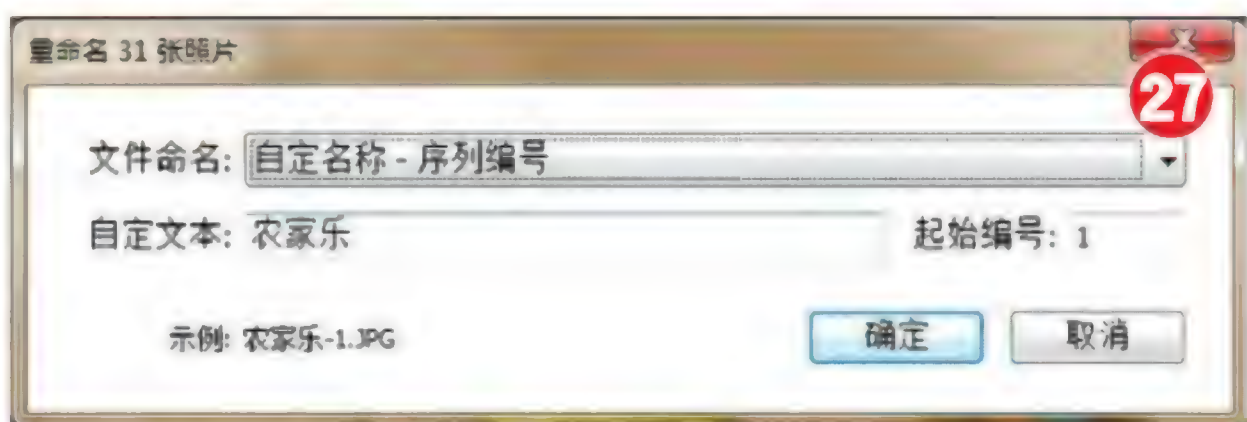 重命名 31 张照片
27
文件命名: 自定名称 - 序列编号
自定文本: 农家乐 起始编号: 1
示例: 农家乐-1.JPG 确定 取消